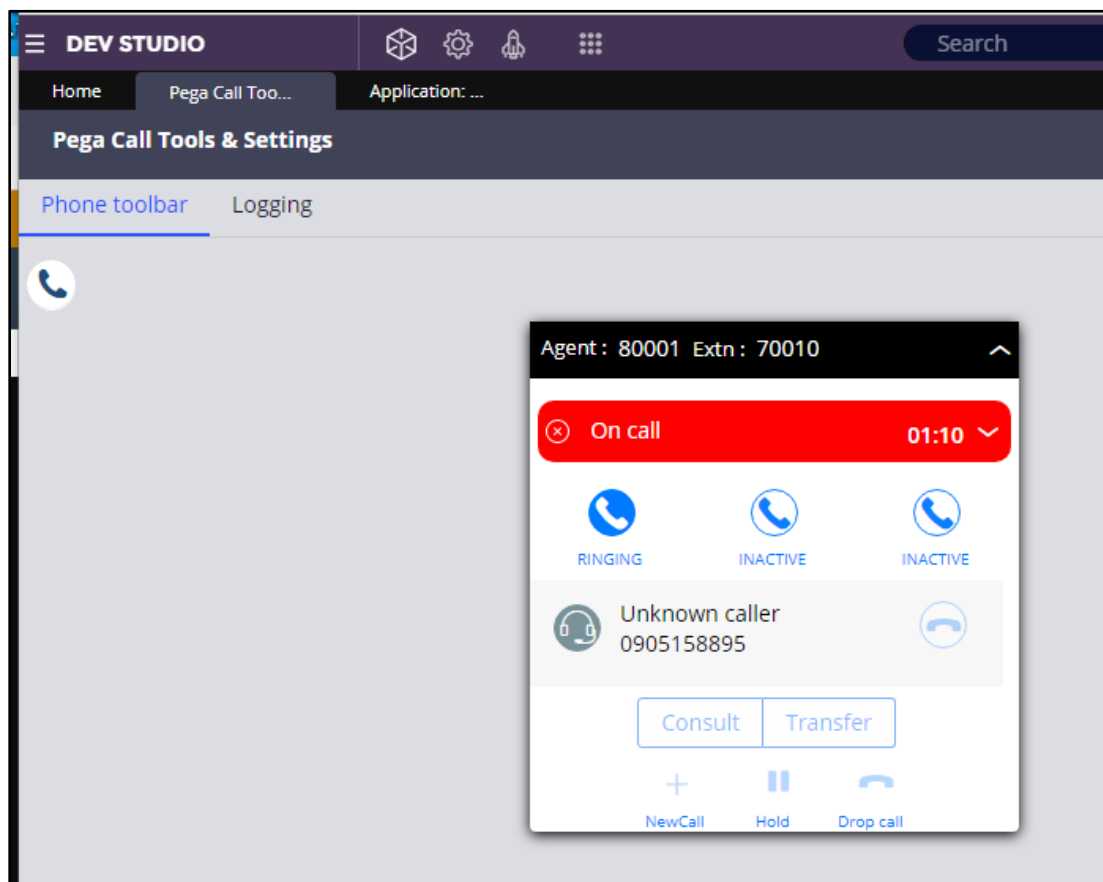 DEV STUDIO
Search
Home
Pega Call Too...
Application: ...
Pega Call Tools & Settings
Phone toolbar
Logging
Agent : 80001 Extn : 70010
On call
01:10
RINGING
INACTIVE
INACTIVE
Unknown caller
0905158895
Consult
Transfer
NewCall
Hold
Drop call